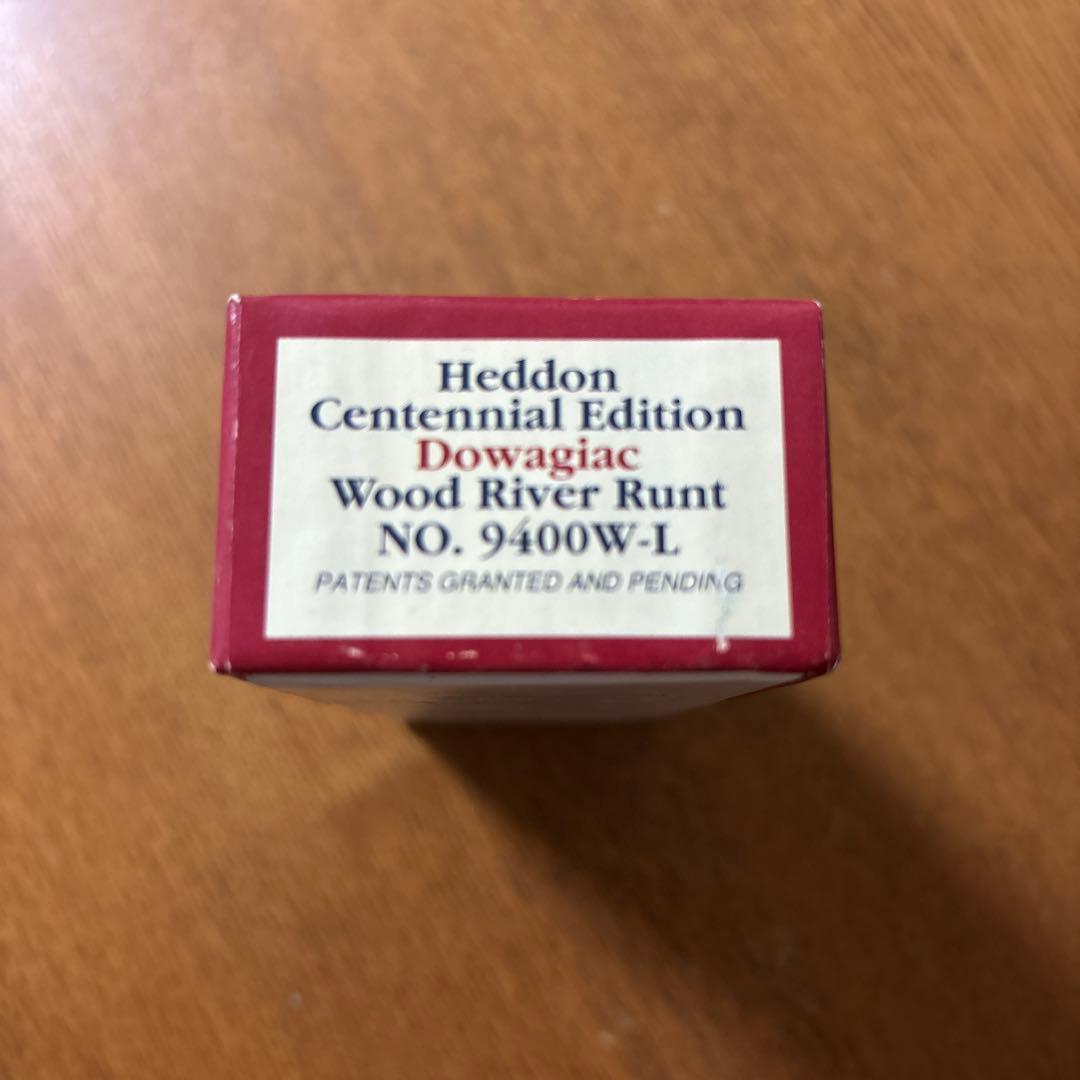 Heddon
Centennial Edition
Dowagiac
Wood River Runt
NO. 9400W-L
PATENTS GRANTED AND PENDING